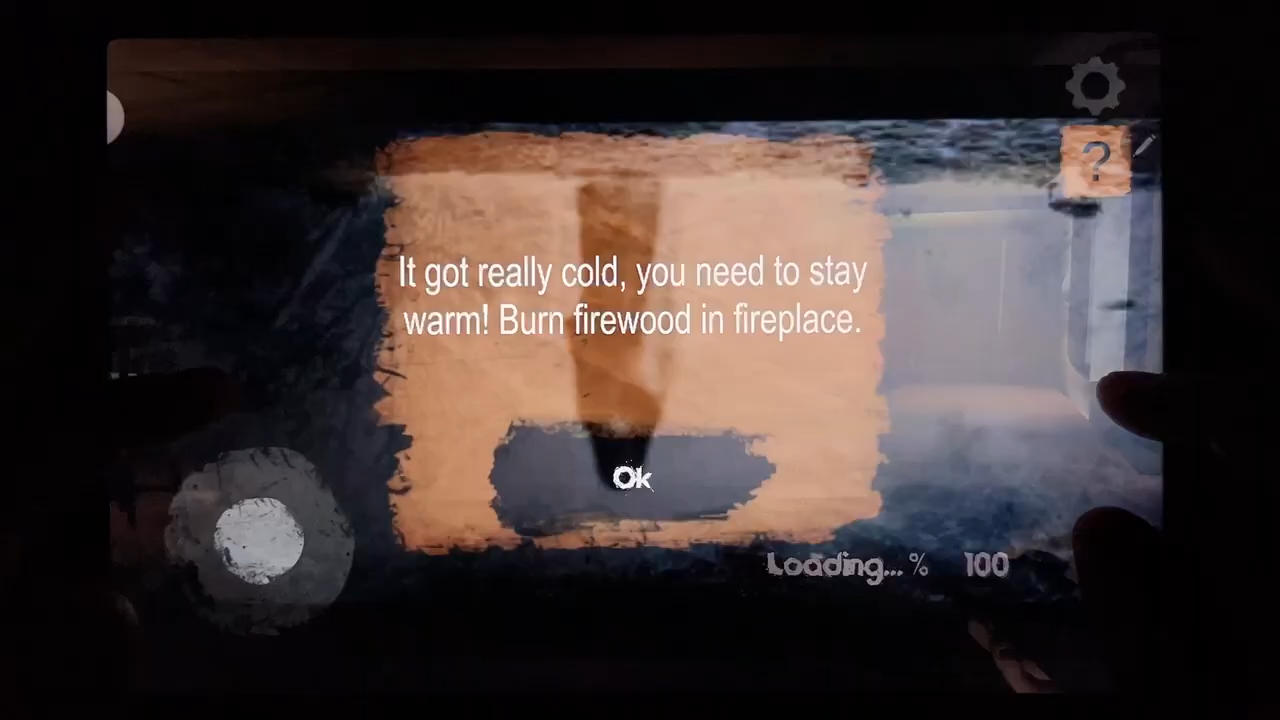 ?
It got really cold, you need to stay
warm! Burn firewood in fireplace.
Ok
Loading...% 100